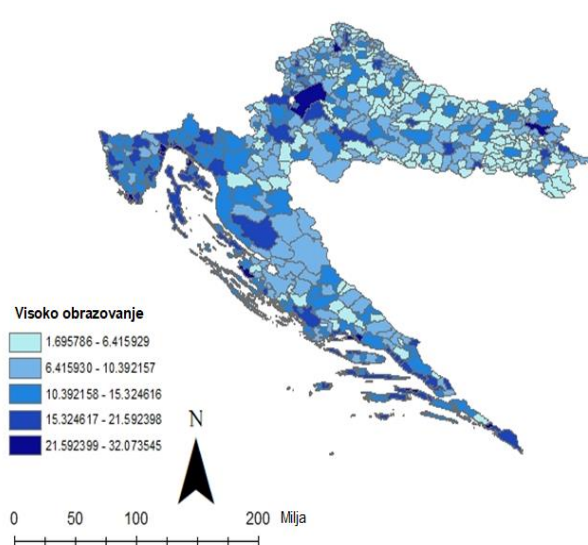 Visoko obrazovanje
1.695786 - 6.415929
6.415930 - 10.392157
10.392158 - 15.324616
15.324617 - 21.592398
21.592399 - 32.073545
N
0 50 100 200 Milja